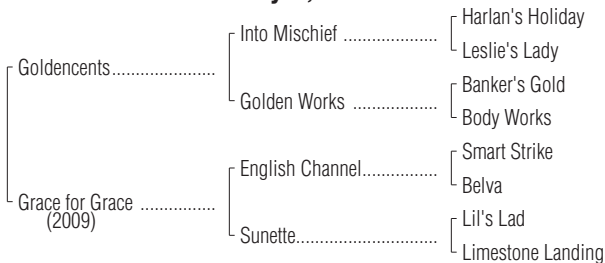 Harlan's Holiday
Into Mischief ....................
Leslie's Lady
Goldencents......................
Banker's Gold
Golden Works ..................
Body Works
Smart Strike
English Channel................
Belva
Grace for Grace ................
(2009)
Lil's Lad
Sunette..............................
Limestone Landing